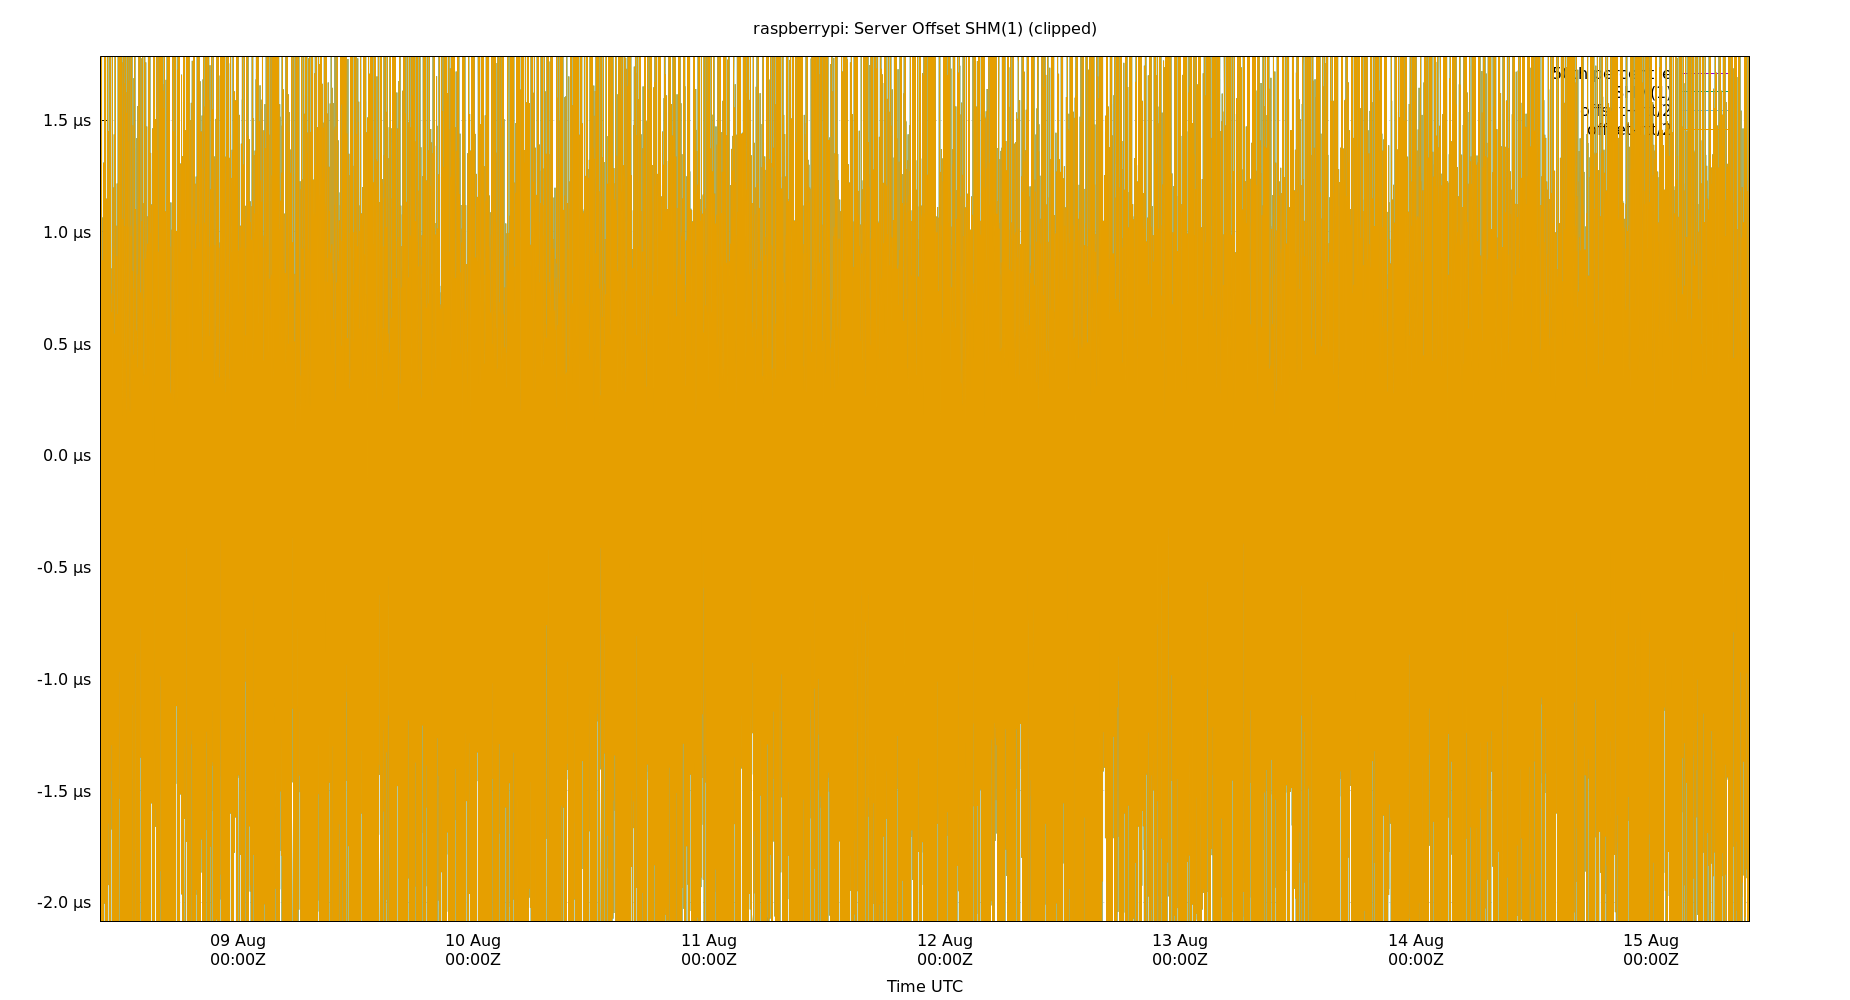 raspberrypi: Server Offset SHM(1) (clipped)
1.5 µs
1.0 µs
0.5 µs
0.0 µs
-0.5 µs
-1.0 µs
-1.5 µs
-2.0 µs
09 Aug 10 Aug 11 Aug 12 Aug 13 Aug 14 Aug 15 Aug
00:00Z 00:00Z 00:00Z 00:00Z 00:00Z 00:00Z 00:00Z
Time UTC